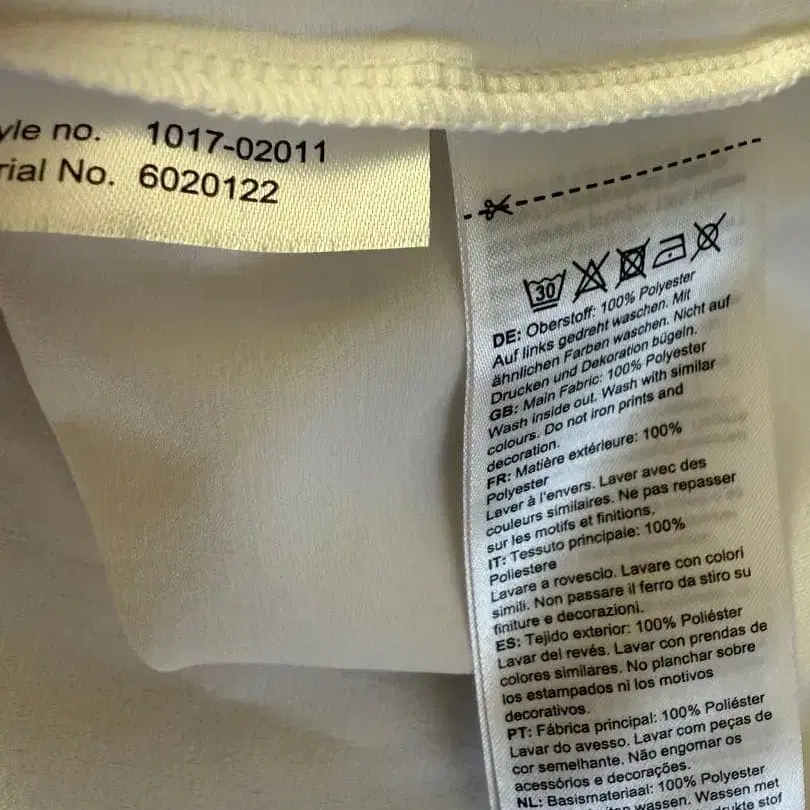 yle no. 1017-02011
rial No. 6020122
30
DE: Oberstoff: 100% Polyester
Auf links gedreht waschen. Mit
ähnlichen Farben waschen. Nicht auf
Drucken und Dekoration bügeln.
GB: Main Fabric: 100% Polyester
Wash inside out. Wash with similar
colours. Do not iron prints and
decoration.
FR: Matière extérieure: 100%
Polyester
Laver à l'envers. Laver avec des
couleurs similaires. Ne pas repasser
sur les motifs et finitions.
IT: Tessuto principale: 100%
Poliestere
Lavare a rovescio. Lavare con colori
simili. Non passare il ferro da stiro su
finiture e decorazioni.
ES: Tejido exterior: 100% Poliéster
Lavar del revés. Lavar con prendas de
colores similares. No planchar sobre
los estampados ni los motivos
decorativos.
PT: Fábrica principal: 100% Poliéster
Lavar do avesso. Lavar com peças de
cor semelhante. Não engomar os
acessórios e decorações.
NL: Basismateriaal: 100% Polyester
wassen. Wassen met
drukte stof